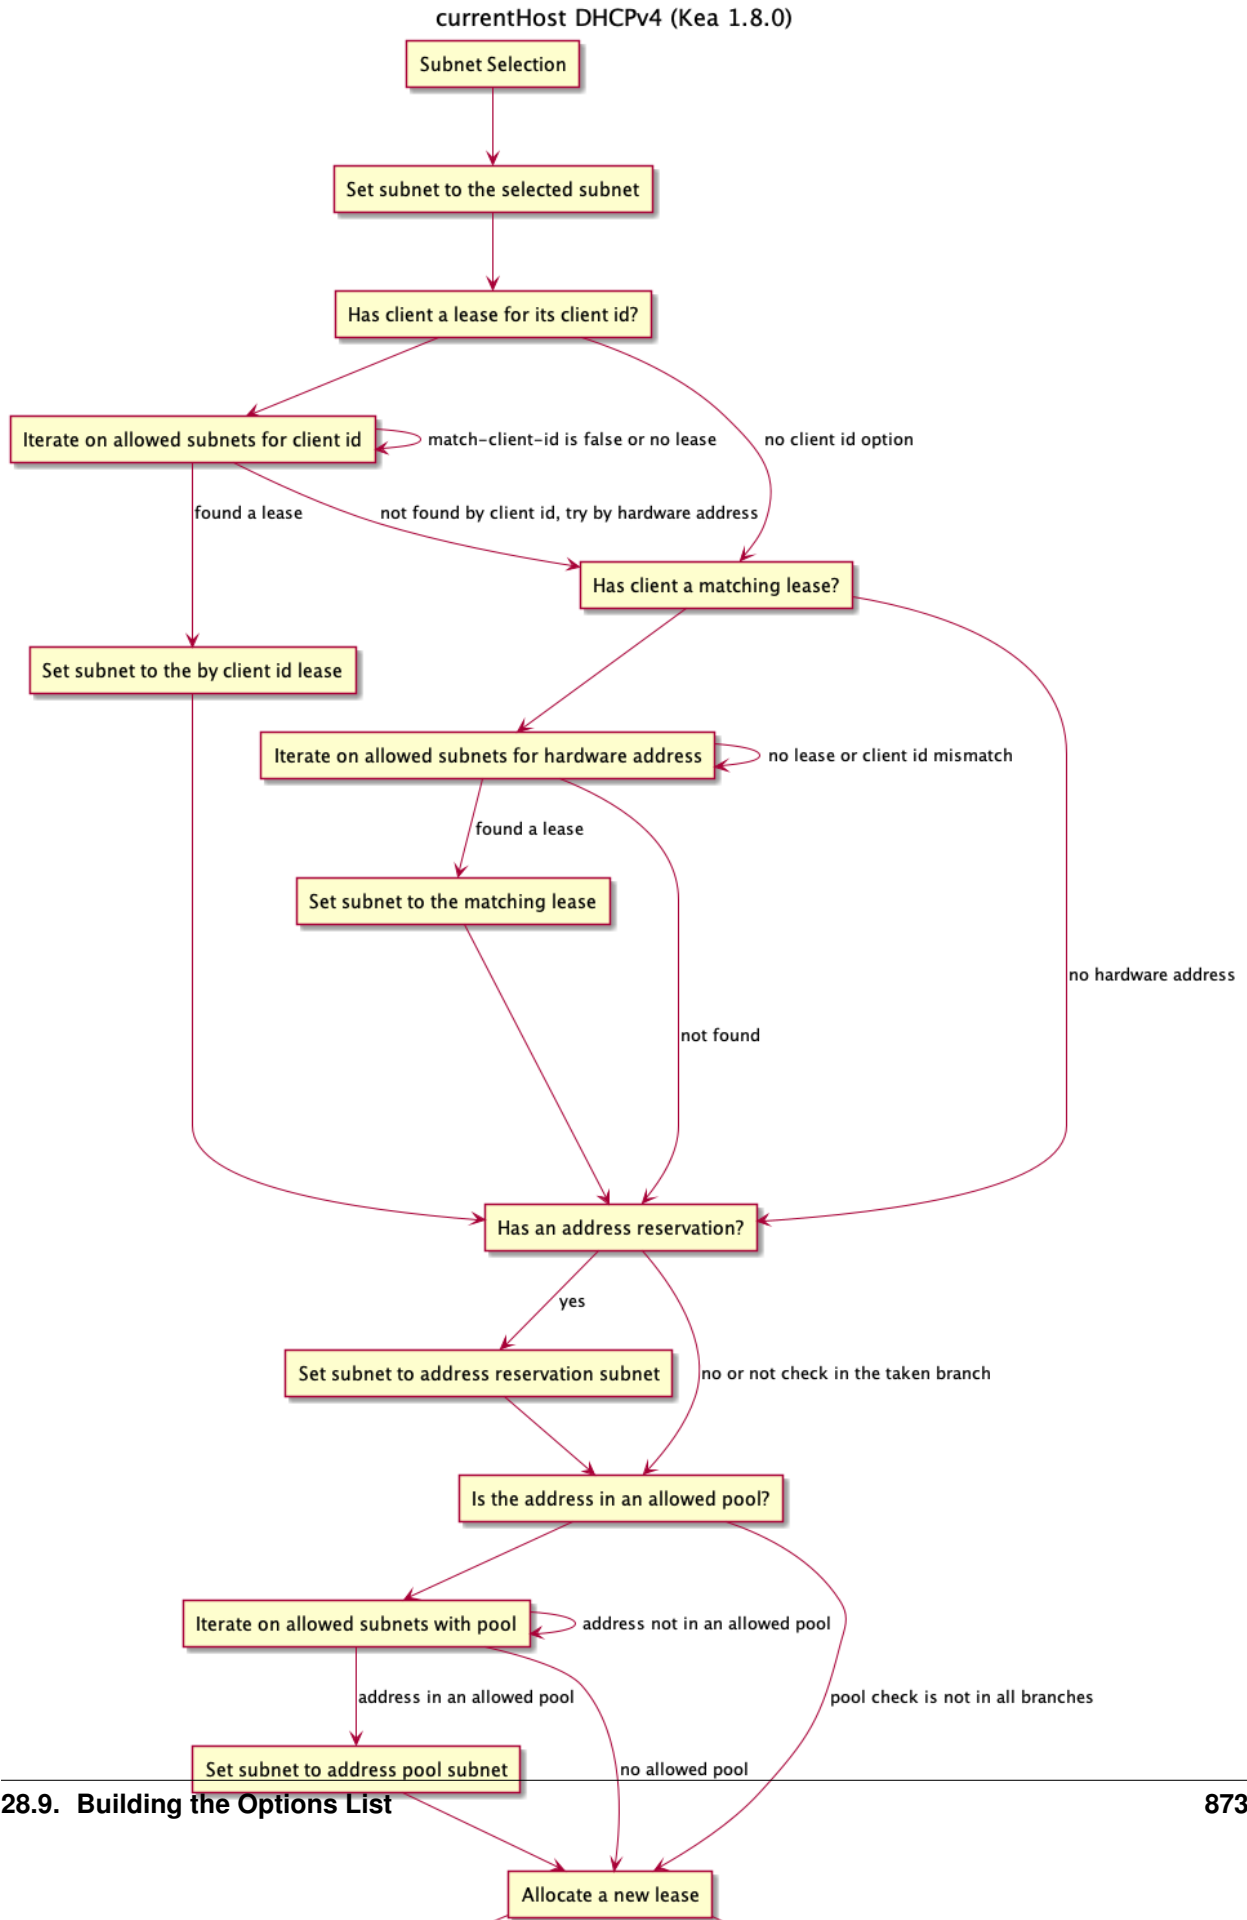 currentHost DHCPv4 (Kea 1.8.0)
Subnet Selection
Set subnet to the selected subnet
Has client a lease for its client id?
Iterate on allowed subnets for client id
match-client-id is false or no lease
no client id option
found a lease
not found by client id, try by hardware address
Has client a matching lease?
Set subnet to the by client id lease
Iterate on allowed subnets for hardware address
no lease or client id mismatch
found a lease
Set subnet to the matching lease
no hardware address
not found
Has an address reservation?
yes
Set subnet to address reservation subnet
no or not check in the taken branch
Is the address in an allowed pool?
Iterate on allowed subnets with pool
address not in an allowed pool
address in an allowed pool
pool check is not in all branches
Set subnet to address pool subnet
no allowed pool
28.9. Building the Options List
873
Allocate a new lease